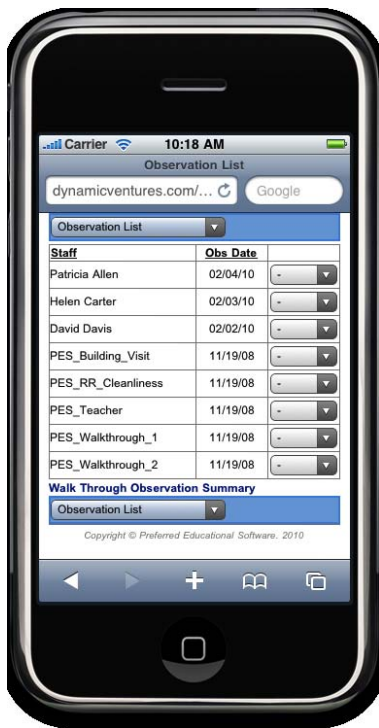 Carrier 10:18 AM
Observation List
dynamicventures.com/... Google
Observation List
Staff Obs Date
Patricia Allen 02/04/10 -
Helen Carter 02/03/10 -
David Davis 02/02/10 -
PES_Building_Visit 11/19/08 -
PES_RR_Cleanliness 11/19/08 -
PES_Teacher 11/19/08 -
PES_Walkthrough_1 11/19/08 -
PES_Walkthrough_2 11/19/08 -
Walk Through Observation Summary
Observation List
Copyright © Preferred Educational Software. 2010